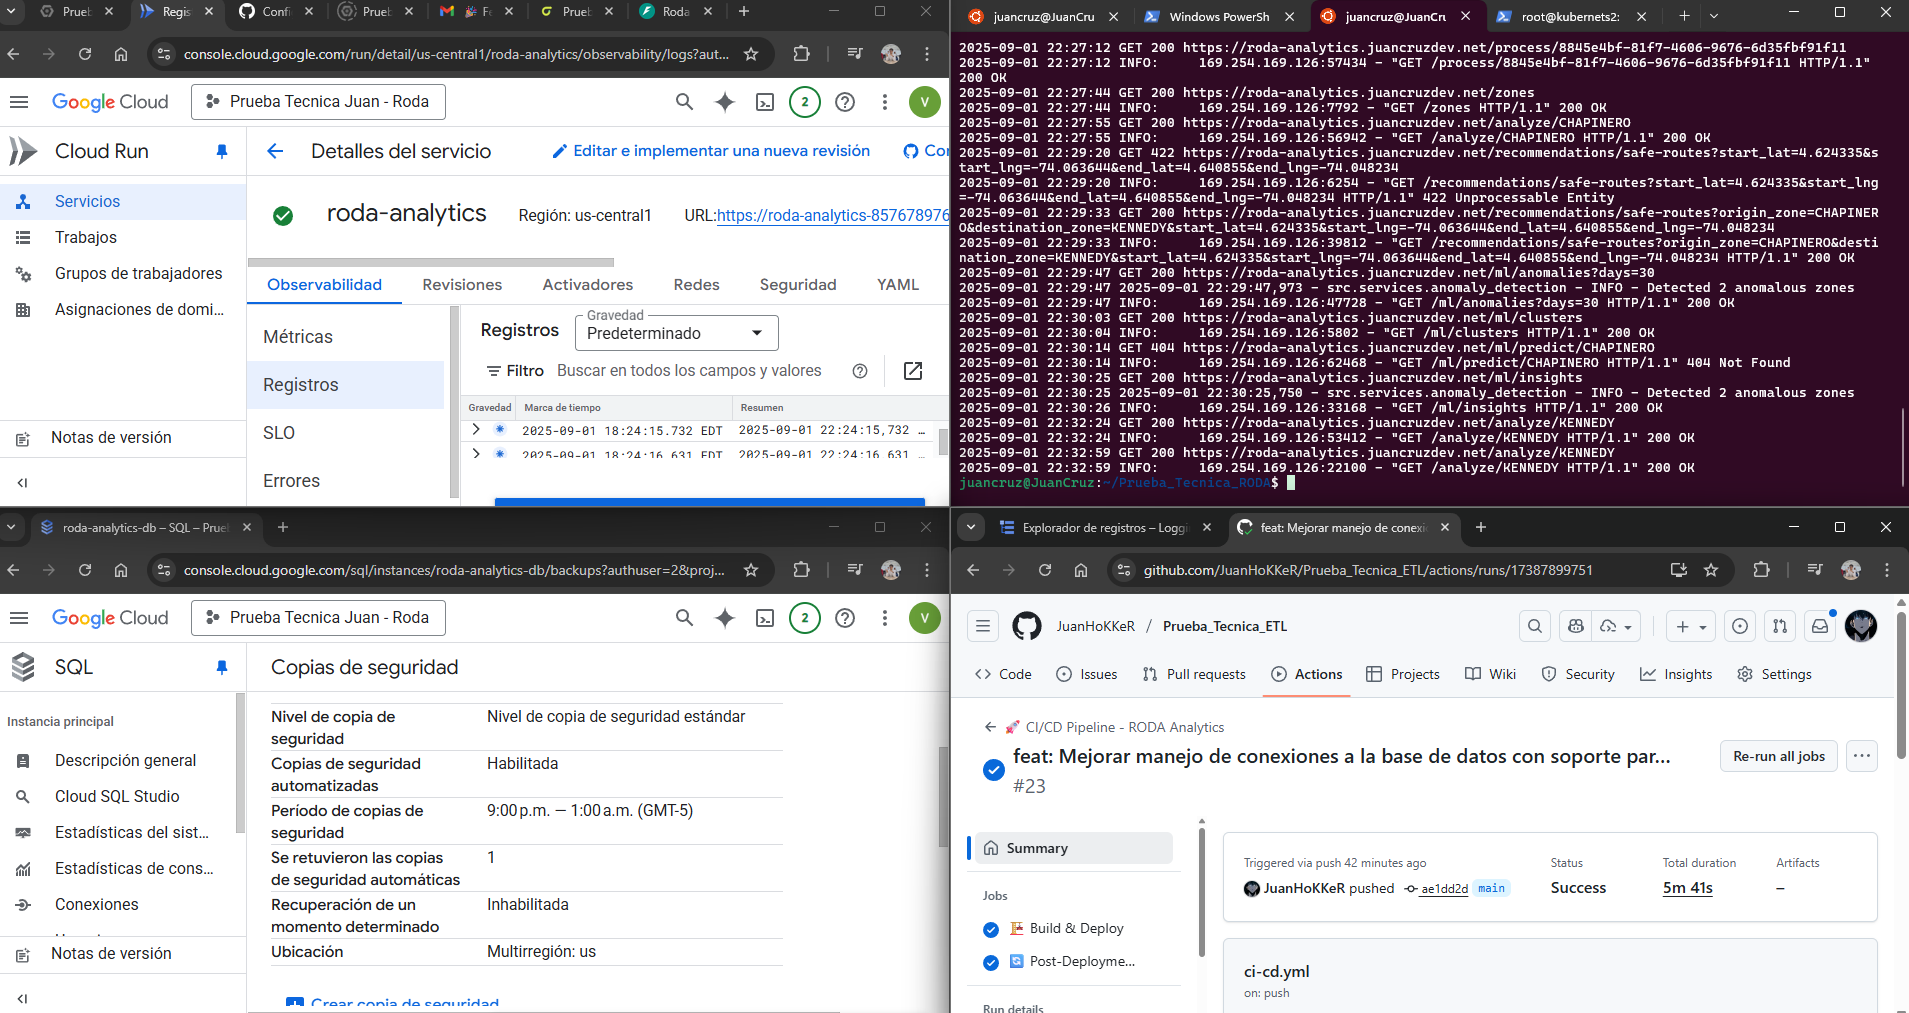 Prueb
Regis
Confi
Prueb
Fe
Prueb
Roda
console.cloud.google.com/run/detail/us-central1/roda-analytics/observability/logs?aut...
Google Cloud
Prueba Tecnica Juan - Roda
2
V
Cloud Run
Servicios
Trabajos
Grupos de trabajadores
Asignaciones de domi...
Notas de versión
Detalles del servicio
Editar e implementar una nueva revisión
Con
roda-analytics
Región: us-central1
URL:https://roda-analytics-857678976
Observabilidad
Revisiones
Activadores
Redes
Seguridad
YAML
Métricas
Registros
SLO
Errores
Registros
Gravedad
Predeterminado
Filtro
Buscar en todos los campos y valores
Gravedad
Marca de tiempo
Resumen
2025-09-01 18:24:15.732 EDT 2025-09-01 22:24:15,732 …
2025-09-01 18:24:16.631 EDT 2025-09-01 22:24:16,631 …
juancruz@JuanCru
Windows PowerSh
juancruz@JuanCru
root@kubernets2:
2025-09-01 22:27:12 GET 200 https://roda-analytics.juancruzdev.net/process/8845e4bf-81f7-4606-9676-6d35fbf91f11
2025-09-01 22:27:12 INFO:     169.254.169.126:57434 - "GET /process/8845e4bf-81f7-4606-9676-6d35fbf91f11 HTTP/1.1"
200 OK
2025-09-01 22:27:44 GET 200 https://roda-analytics.juancruzdev.net/zones
2025-09-01 22:27:44 INFO:     169.254.169.126:7792 - "GET /zones HTTP/1.1" 200 OK
2025-09-01 22:27:55 GET 200 https://roda-analytics.juancruzdev.net/analyze/CHAPINERO
2025-09-01 22:27:55 INFO:     169.254.169.126:56942 - "GET /analyze/CHAPINERO HTTP/1.1" 200 OK
2025-09-01 22:29:20 GET 422 https://roda-analytics.juancruzdev.net/recommendations/safe-routes?start_lat=4.624335&s
tart_lng=-74.063644&end_lat=4.640855&end_lng=-74.048234
2025-09-01 22:29:20 INFO:     169.254.169.126:6254 - "GET /recommendations/safe-routes?start_lat=4.624335&start_lng
=-74.063644&end_lat=4.640855&end_lng=-74.048234 HTTP/1.1" 422 Unprocessable Entity
2025-09-01 22:29:33 GET 200 https://roda-analytics.juancruzdev.net/recommendations/safe-routes?origin_zone=CHAPINER
O&destination_zone=KENNEDY&start_lat=4.624335&start_lng=-74.063644&end_lat=4.640855&end_lng=-74.048234
2025-09-01 22:29:33 INFO:     169.254.169.126:39812 - "GET /recommendations/safe-routes?origin_zone=CHAPINERO&desti
nation_zone=KENNEDY&start_lat=4.624335&start_lng=-74.063644&end_lat=4.640855&end_lng=-74.048234 HTTP/1.1" 200 OK
2025-09-01 22:29:47 GET 200 https://roda-analytics.juancruzdev.net/ml/anomalies?days=30
2025-09-01 22:29:47 2025-09-01 22:29:47,973 - src.services.anomaly_detection - INFO - Detected 2 anomalous zones
2025-09-01 22:29:47 INFO:     169.254.169.126:47728 - "GET /ml/anomalies?days=30 HTTP/1.1" 200 OK
2025-09-01 22:30:03 GET 200 https://roda-analytics.juancruzdev.net/ml/clusters
2025-09-01 22:30:04 INFO:     169.254.169.126:5802 - "GET /ml/clusters HTTP/1.1" 200 OK
2025-09-01 22:30:14 GET 404 https://roda-analytics.juancruzdev.net/ml/predict/CHAPINERO
2025-09-01 22:30:14 INFO:     169.254.169.126:62468 - "GET /ml/predict/CHAPINERO HTTP/1.1" 404 Not Found
2025-09-01 22:30:25 GET 200 https://roda-analytics.juancruzdev.net/ml/insights
2025-09-01 22:30:25 2025-09-01 22:30:25,750 - src.services.anomaly_detection - INFO - Detected 2 anomalous zones
2025-09-01 22:30:26 INFO:     169.254.169.126:33168 - "GET /ml/insights HTTP/1.1" 200 OK
2025-09-01 22:32:24 GET 200 https://roda-analytics.juancruzdev.net/analyze/KENNEDY
2025-09-01 22:32:24 INFO:     169.254.169.126:53412 - "GET /analyze/KENNEDY HTTP/1.1" 200 OK
2025-09-01 22:32:59 GET 200 https://roda-analytics.juancruzdev.net/analyze/KENNEDY
2025-09-01 22:32:59 INFO:     169.254.169.126:22100 - "GET /analyze/KENNEDY HTTP/1.1" 200 OK
juancruz@JuanCruz:~/Prueba_Tecnica_RODA$
roda-analytics-db – SQL – Prue
console.cloud.google.com/sql/instances/roda-analytics-db/backups?authuser=2&proj...
Google Cloud
Prueba Tecnica Juan - Roda
2
V
SQL
Instancia principal
Descripción general
Cloud SQL Studio
Estadísticas del sist...
Estadísticas de cons...
Conexiones
Notas de versión
Copias de seguridad
Nivel de copia de seguridad
Nivel de copia de seguridad estándar
Copias de seguridad automatizadas
Habilitada
Período de copias de seguridad
9:00 p.m. — 1:00 a.m. (GMT-5)
Se retuvieron las copias de seguridad automáticas
1
Recuperación de un momento determinado
Inhabilitada
Ubicación
Multirregión: us
Crear copia de seguridad
Explorador de registros – Loggi
feat: Mejorar manejo de conexi
github.com/JuanHoKKeR/Prueba_Tecnica_ETL/actions/runs/17387899751
JuanHoKKeR / Prueba_Tecnica_ETL
Code
Issues
Pull requests
Actions
Projects
Wiki
Security
Insights
Settings
CI/CD Pipeline - RODA Analytics
feat: Mejorar manejo de conexiones a la base de datos con soporte par...
#23
Re-run all jobs
Summary
Jobs
Build & Deploy
Post-Deployme...
Run details
Triggered via push 42 minutes ago
JuanHoKKeR pushed ae1dd2d main
Status
Success
Total duration
5m 41s
Artifacts
–
ci-cd.yml
on: push